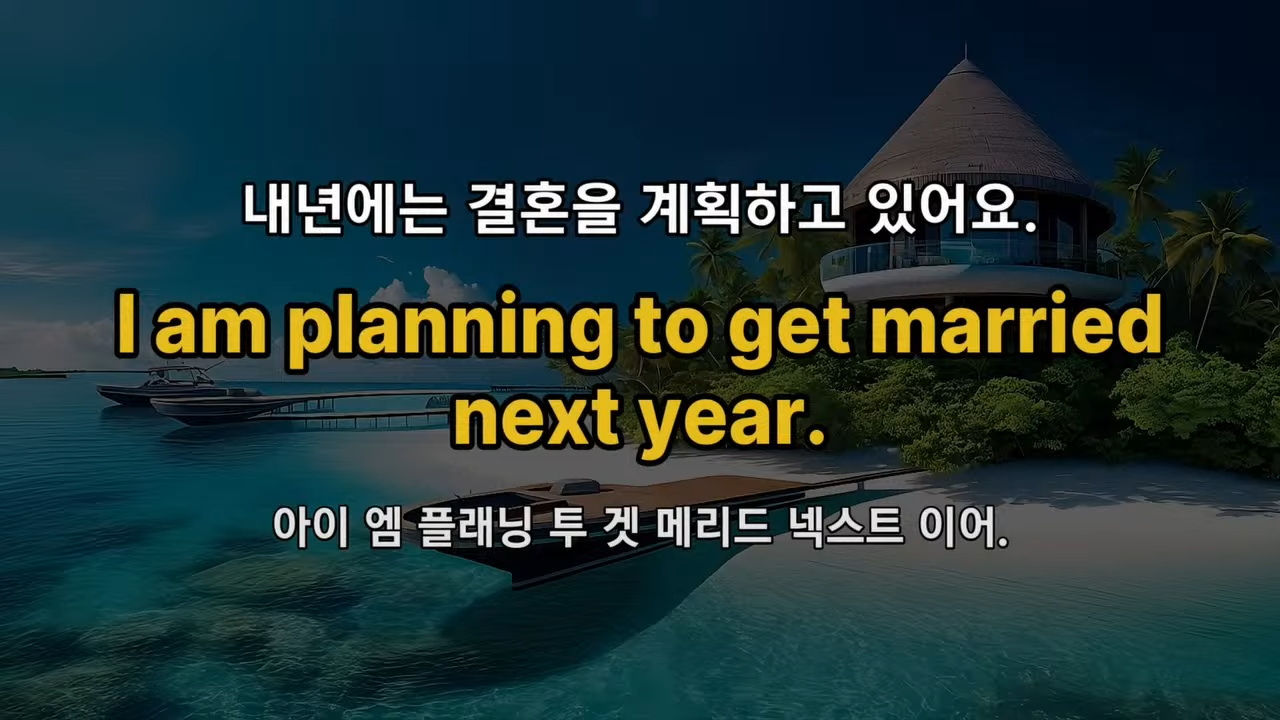 내년에는 결혼을 계획하고 있어요.
I am planning to get married
next year.
아이 엠 플래닝 투 겟 메리드 넥스트 이어.